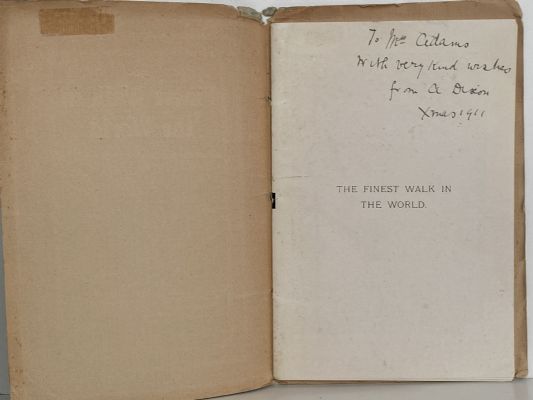 To Mrs Adams
With very kind wishes
from A Dixon
Xmas 1911
THE FINEST WALK IN
THE WORLD.